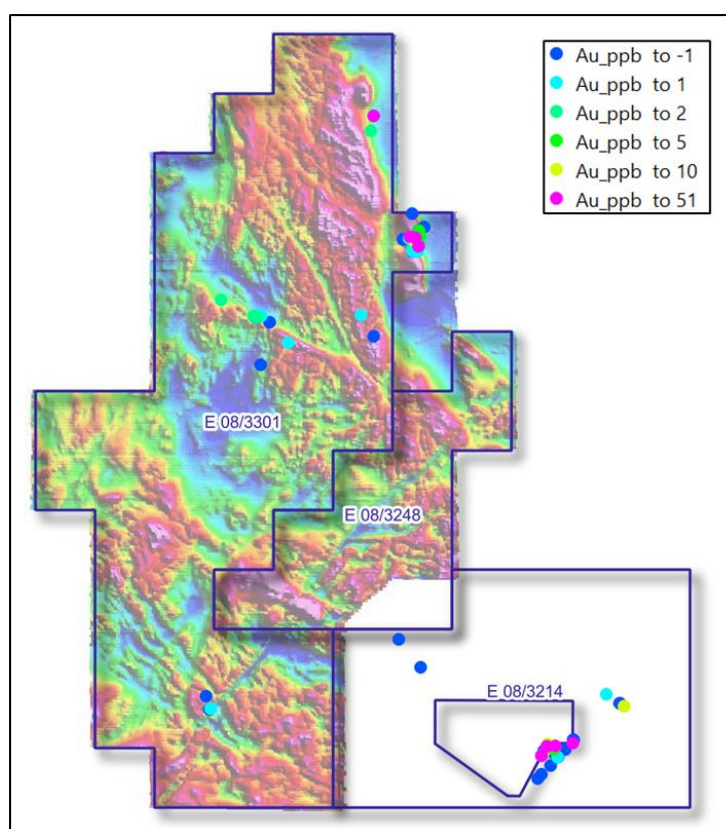 Au_ppb to -1
Au_ppb to 1
Au_ppb to 2
Au_ppb to 5
Au_ppb to 10
Au_ppb to 51
E 08/3301
E 08/3248
E 08/3214